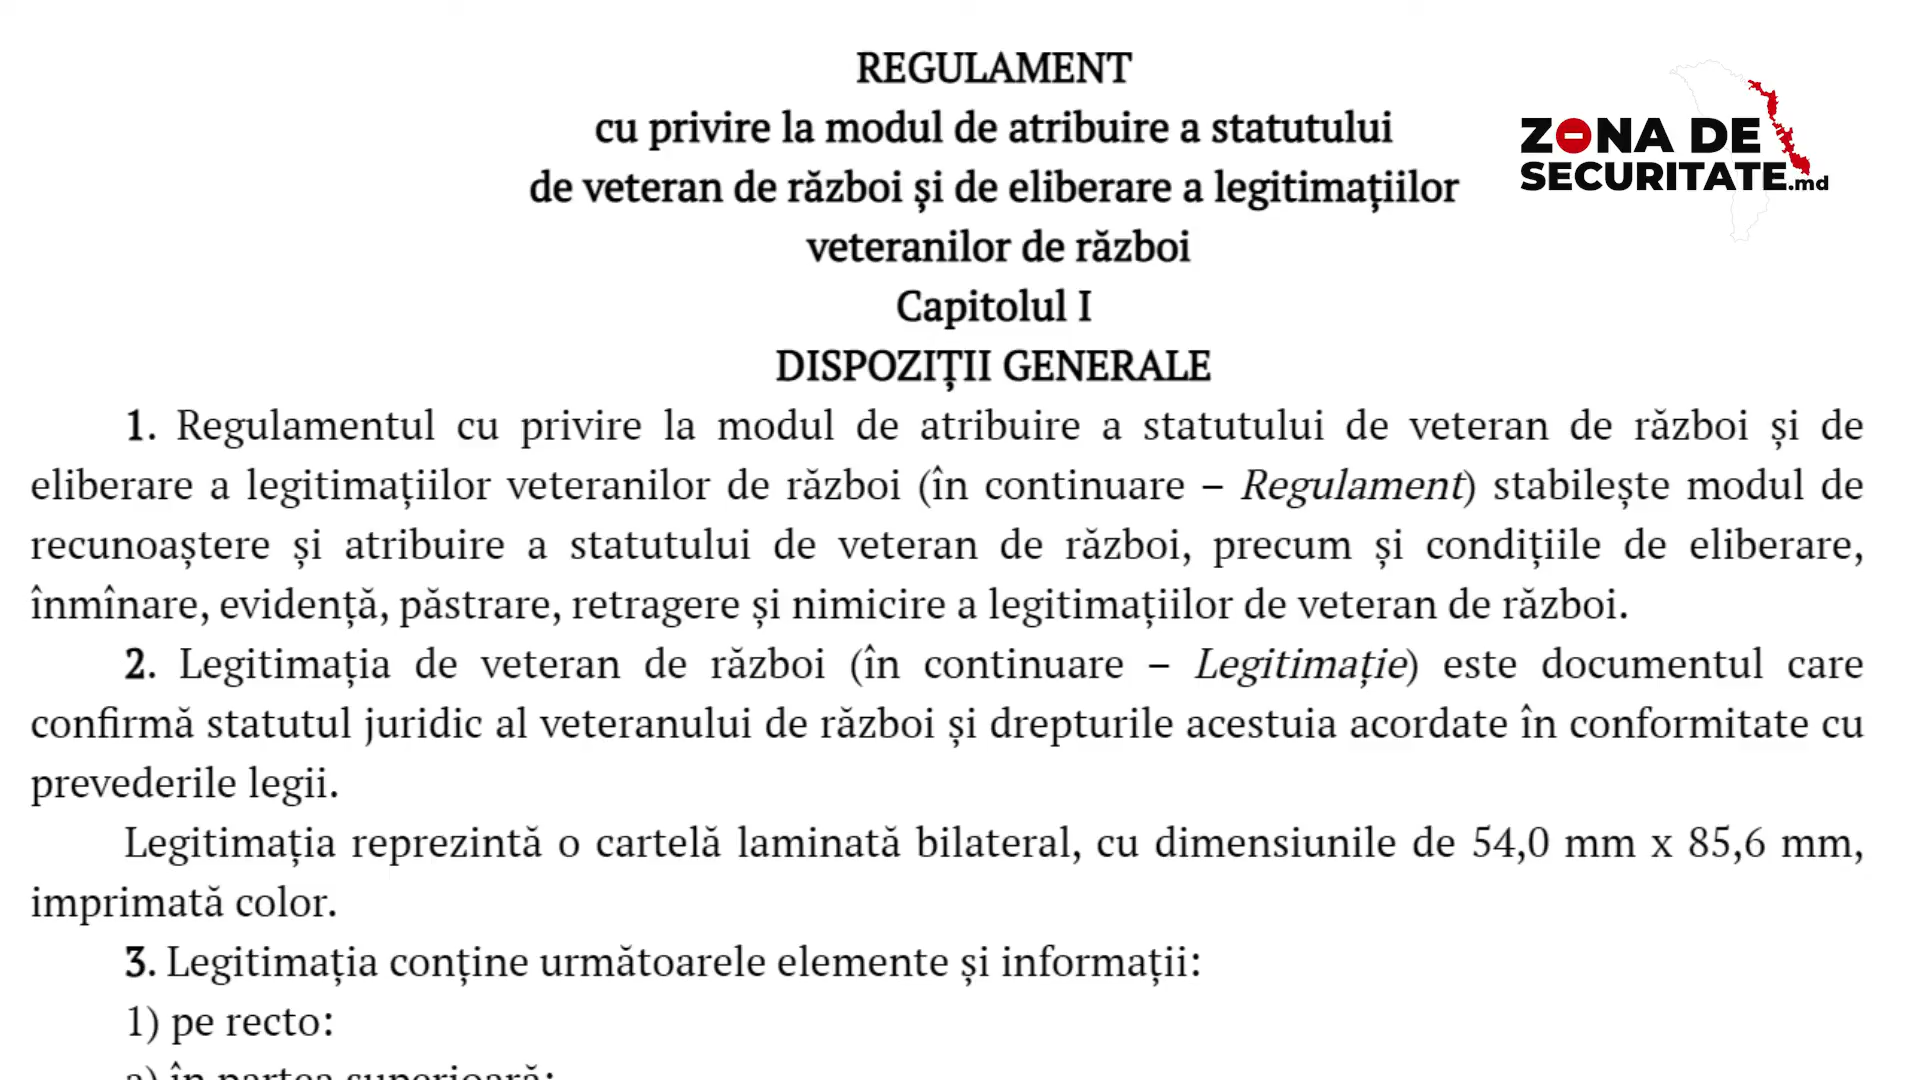 REGULAMENT
cu privire la modul de atribuire a statutului
de veteran de război și de eliberare a legitimațiilor
veteranilor de război
Capitolul I
DISPOZIȚII GENERALE
ZONA DE
SECURITATE.md
1. Regulamentul cu privire la modul de atribuire a statutului de veteran de război și de
eliberare a legitimațiilor veteranilor de război (în continuare – Regulament) stabilește modul de
recunoaștere și atribuire a statutului de veteran de război, precum și condițiile de eliberare,
înmînare, evidență, păstrare, retragere și nimicire a legitimațiilor de veteran de război.
2. Legitimația de veteran de război (în continuare – Legitimație) este documentul care
confirmă statutul juridic al veteranului de război și drepturile acestuia acordate în conformitate cu
prevederile legii.
Legitimația reprezintă o cartelă laminată bilateral, cu dimensiunile de 54,0 mm x 85,6 mm,
imprimată color.
3. Legitimația conține următoarele elemente și informații:
1) pe recto:
a) în partea superioară: